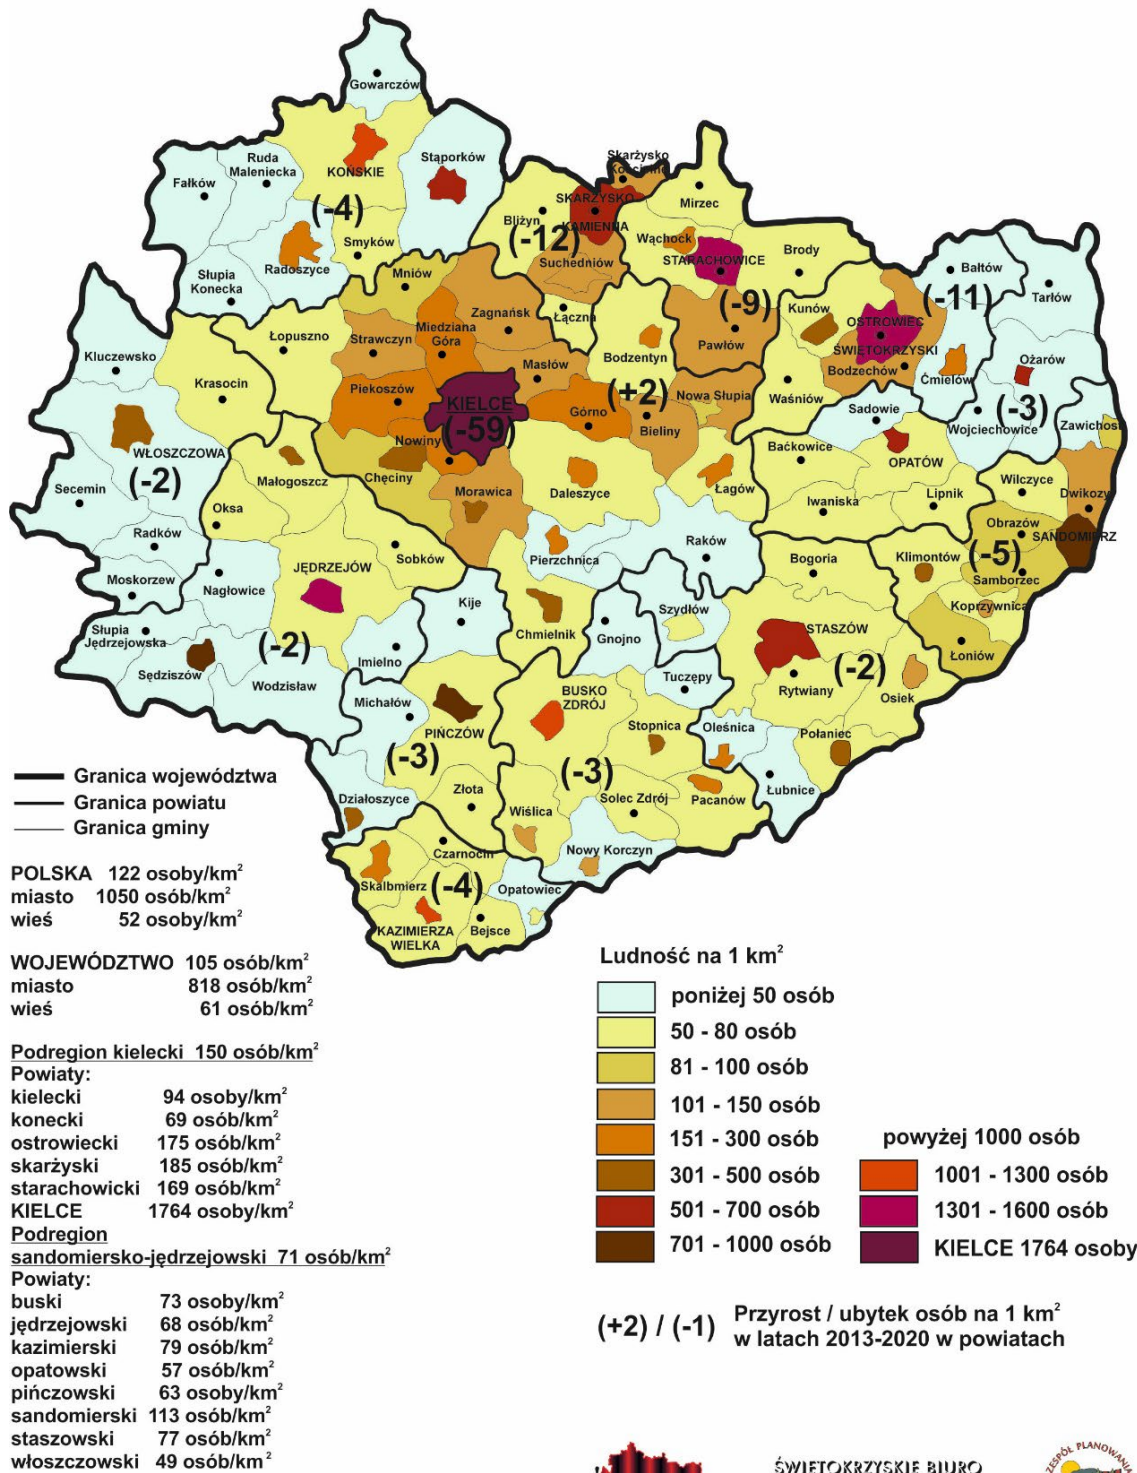 Gowarczów
KOŃSKIE
Stąporków
Ruda
Maleniecka
Fałków
(-4)
Smyków
Radoszyce
Słupia
Konecka
Skarżysko
SKARŻYSKO
KAMIENNA
Bliżyn
(-12)
Suchedniów
Łączna
Mirzec
Wąchock
STARACHOWICE
Brody
(-9)
Pawłów
Bałtów
(-11)
Tarłów
Kunów
OSTROWIEC
ŚWIĘTOKRZYSKI
Bodzechów
Ćmielów
Waśniów
Ożarów
(-3)
Sadowie
Wojciechowice
Zawichost
Mniów
Zagnańsk
Miedziana
Góra
Strawczyn
Łopuszno
Masłów
Bodzentyn
(+2)
Piekoszów
KIELCE
(-59)
Górno
Nowa Słupia
Bieliny
Nowiny
Chęciny
Morawica
Daleszyce
Łagów
Pierzchnica
Raków
Chmielnik
Kluczewsko
Krasocin
WŁOSZCZOWA
(-2)
Secemin
Radków
Moskorzew
Małogoszcz
Oksa
Sobków
JĘDRZEJÓW
Nagłowice
Słupia
Jędrzejowska
Sędziszów
(-2)
Imielno
Wodzisław
Baćkowice
OPATÓW
Iwaniska
Lipnik
Wilczyce
Dwikozy
Obrazów
SANDOMIERZ
Klimontów
(-5)
Samborzec
Koprzywnica
Łoniów
Bogoria
Szydłów
STASZÓW
(-2)
Rytwiany
Osiek
Tuczępy
Oleśnica
Połaniec
Łubnice
Kije
Michałów
PIŃCZÓW
(-3)
Działoszyce
Złota
Gnojno
BUSKO
ZDRÓJ
Stopnica
(-3)
Solec Zdrój
Pacanów
Wiślica
Nowy Korczyn
Czarnocin
Skalbmierz
(-4)
Opatowiec
KAZIMIERZA
WIELKA
Bejsce
Granica województwa
Granica powiatu
Granica gminy
POLSKA 122 osoby/km²
miasto 1050 osób/km²
wieś 52 osoby/km²
WOJEWÓDZTWO 105 osób/km²
miasto 818 osób/km²
wieś 61 osób/km²
Podregion kielecki 150 osób/km²
Powiaty:
kielecki 94 osoby/km²
konecki 69 osób/km²
ostrowiecki 175 osób/km²
skarżyski 185 osób/km²
starachowicki 169 osób/km²
KIELCE 1764 osoby/km²
Podregion
sandomiersko-jędrzejowski 71 osób/km²
Powiaty:
buski 73 osoby/km²
jędrzejowski 68 osób/km²
kazimierski 79 osób/km²
opatowski 57 osób/km²
pińczowski 63 osoby/km²
sandomierski 113 osób/km²
staszowski 77 osób/km²
włoszczowski 49 osób/km²
Ludność na 1 km²
poniżej 50 osób
50 - 80 osób
81 - 100 osób
101 - 150 osób
151 - 300 osób
301 - 500 osób
501 - 700 osób
701 - 1000 osób
powyżej 1000 osób
1001 - 1300 osób
1301 - 1600 osób
KIELCE 1764 osoby
(+2) / (-1) Przyrost / ubytek osób na 1 km²
w latach 2013-2020 w powiatach
ŚWIĘTOKRZYSKIE BIURO
ZESPÓŁ PLANOWANIA